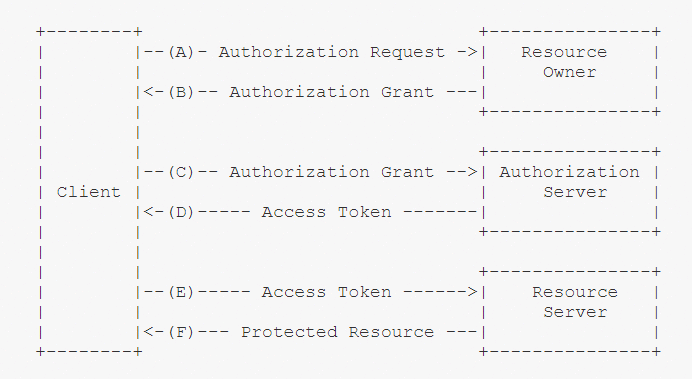 +--------+                               +---------------+
|        |--(A)- Authorization Request ->|   Resource    |
|        |                               |     Owner     |
|        |<-(B)-- Authorization Grant ---|               |
|        |                               +---------------+
|        |
|        |                               +---------------+
|        |--(C)-- Authorization Grant -->| Authorization |
| Client |                               |     Server    |
|        |<-(D)----- Access Token -------|               |
|        |                               +---------------+
|        |
|        |                               +---------------+
|        |--(E)----- Access Token ------>|    Resource   |
|        |                               |     Server    |
|        |<-(F)--- Protected Resource ---|               |
+--------+                               +---------------+